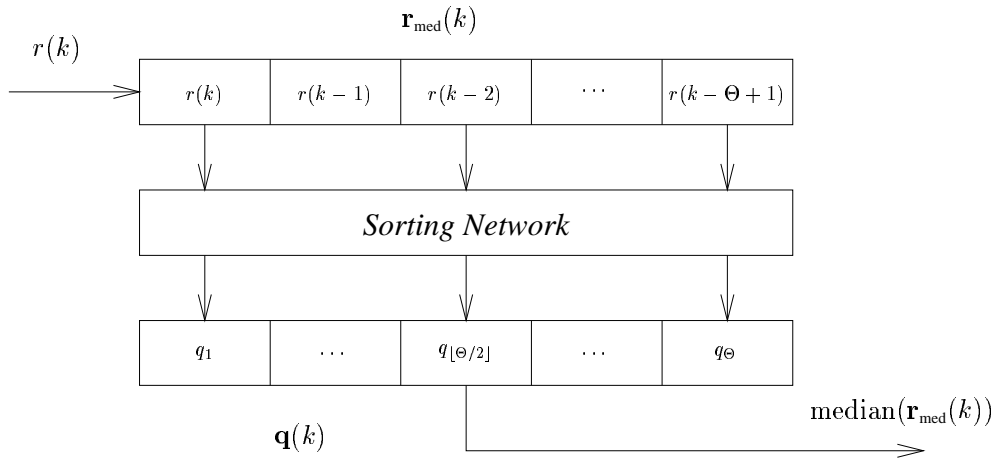 𝐫_med(k)
r(k)
r(k) r(k − 1) r(k − 2) ··· r(k − Θ + 1)
Sorting Network
q_1 ··· q_⌊Θ/2⌋ ··· q_Θ
median(𝐫_med(k))
𝐪(k)